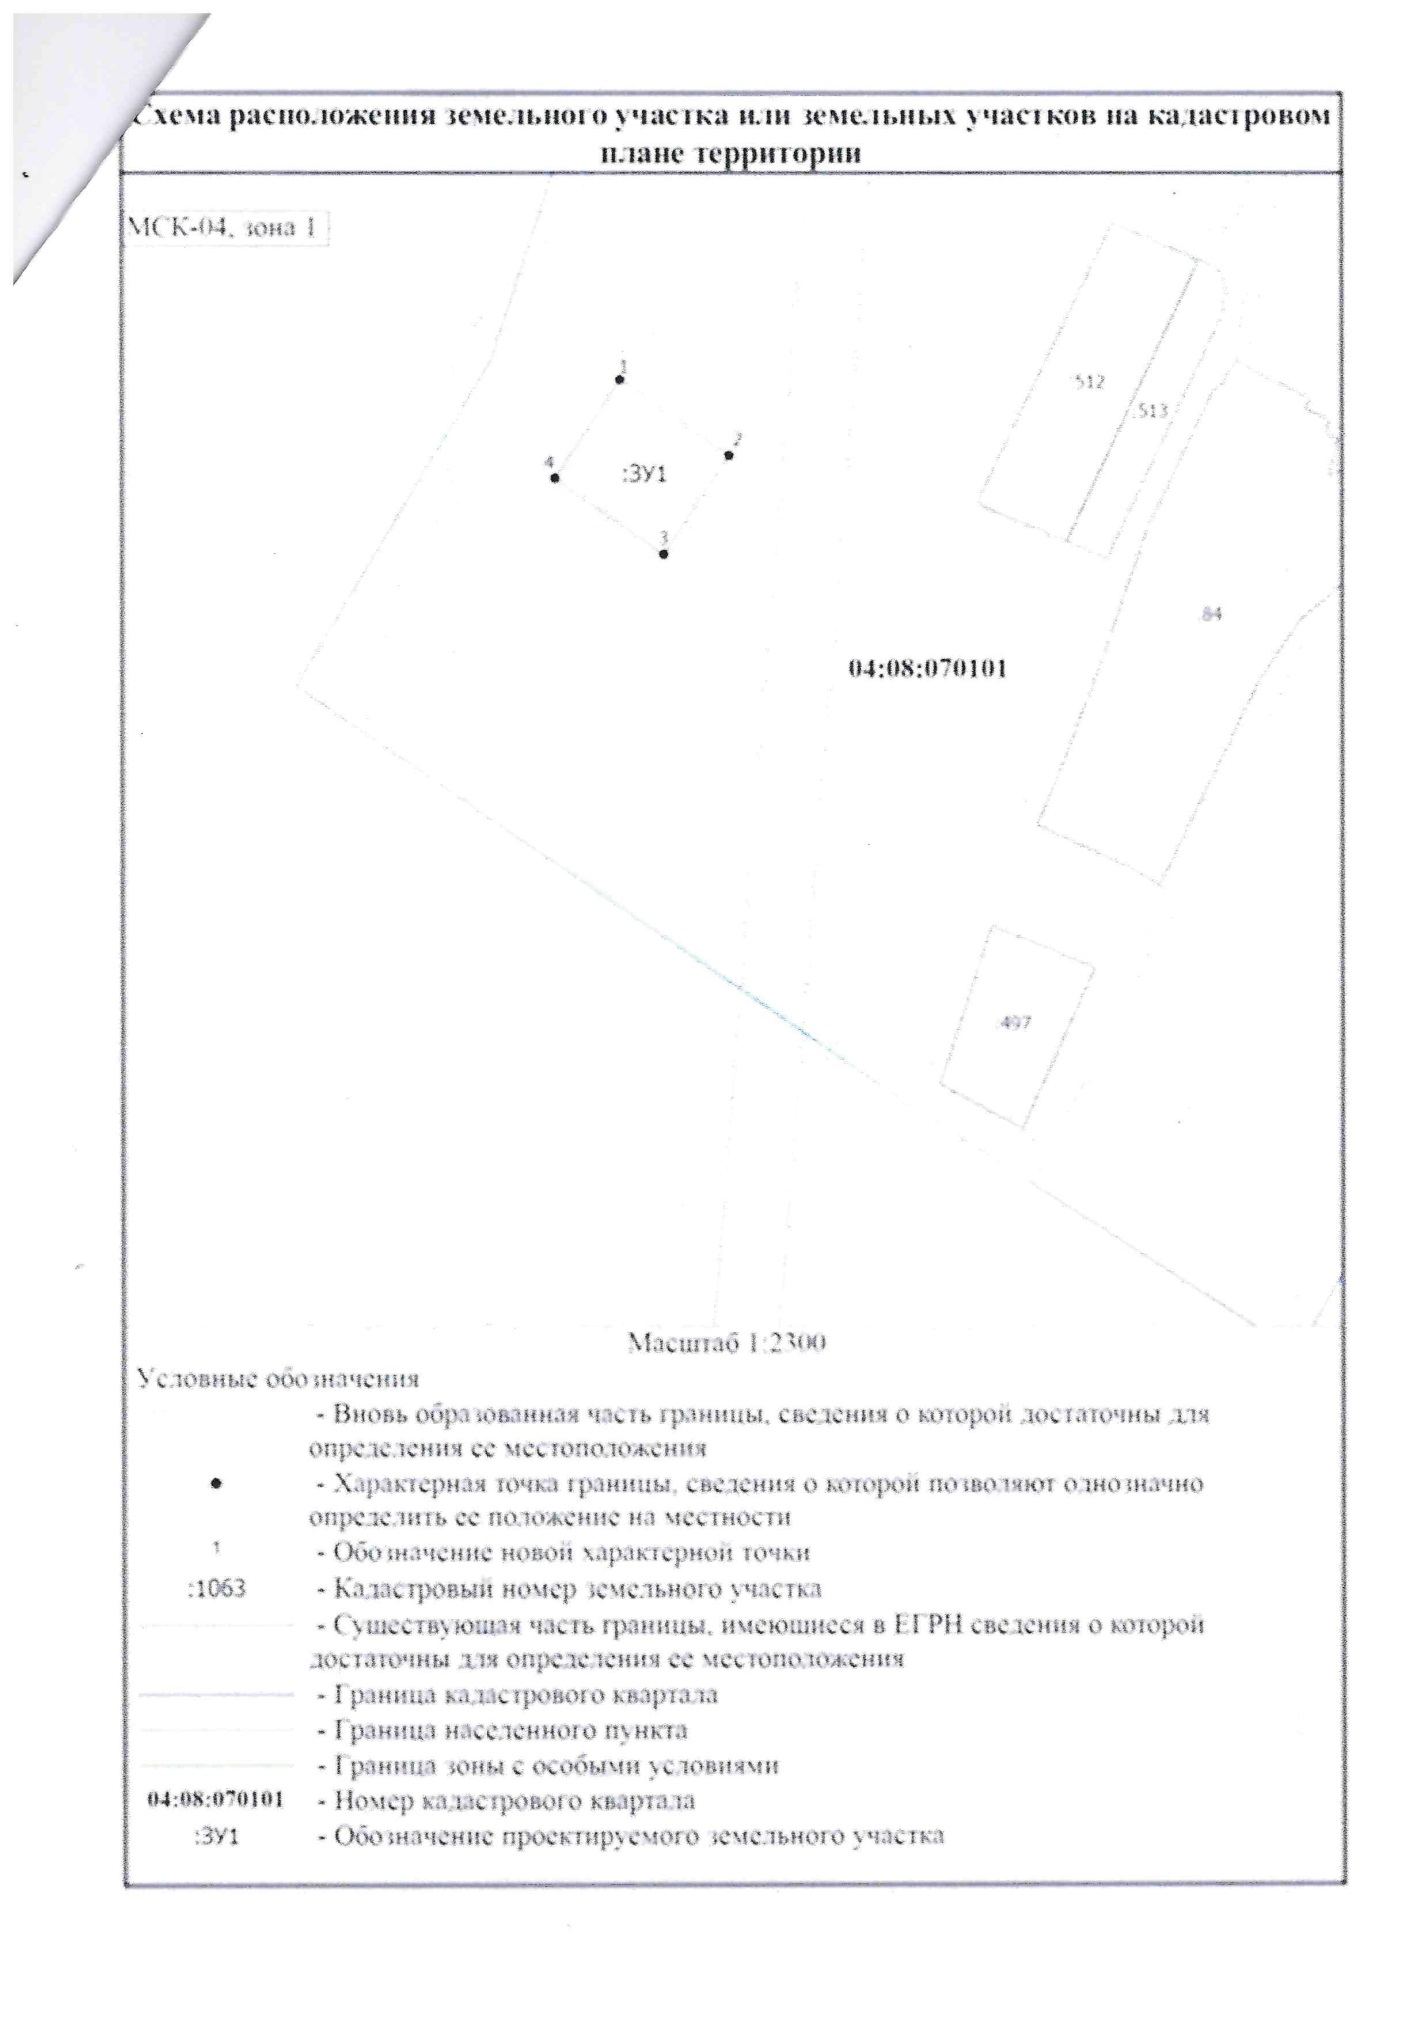 Схема расположения земельного участка или земельных участков на кадастровом
плане территории
МСК-04, зона 1
1
2
4
:ЗУ1
3
:512
:513
:84
04:08:070101
:497
Масштаб 1:2300
Условные обозначения
- Вновь образованная часть границы, сведения о которой достаточны для
определения ее местоположения
- Характерная точка границы, сведения о которой позволяют однозначно
определить ее положение на местности
1 - Обозначение новой характерной точки
:1063 - Кадастровый номер земельного участка
- Существующая часть границы, имеющиеся в ЕГРН сведения о которой
достаточны для определения ее местоположения
- Граница кадастрового квартала
- Граница населенного пункта
- Граница зоны с особыми условиями
04:08:070101 - Номер кадастрового квартала
:ЗУ1 - Обозначение проектируемого земельного участка